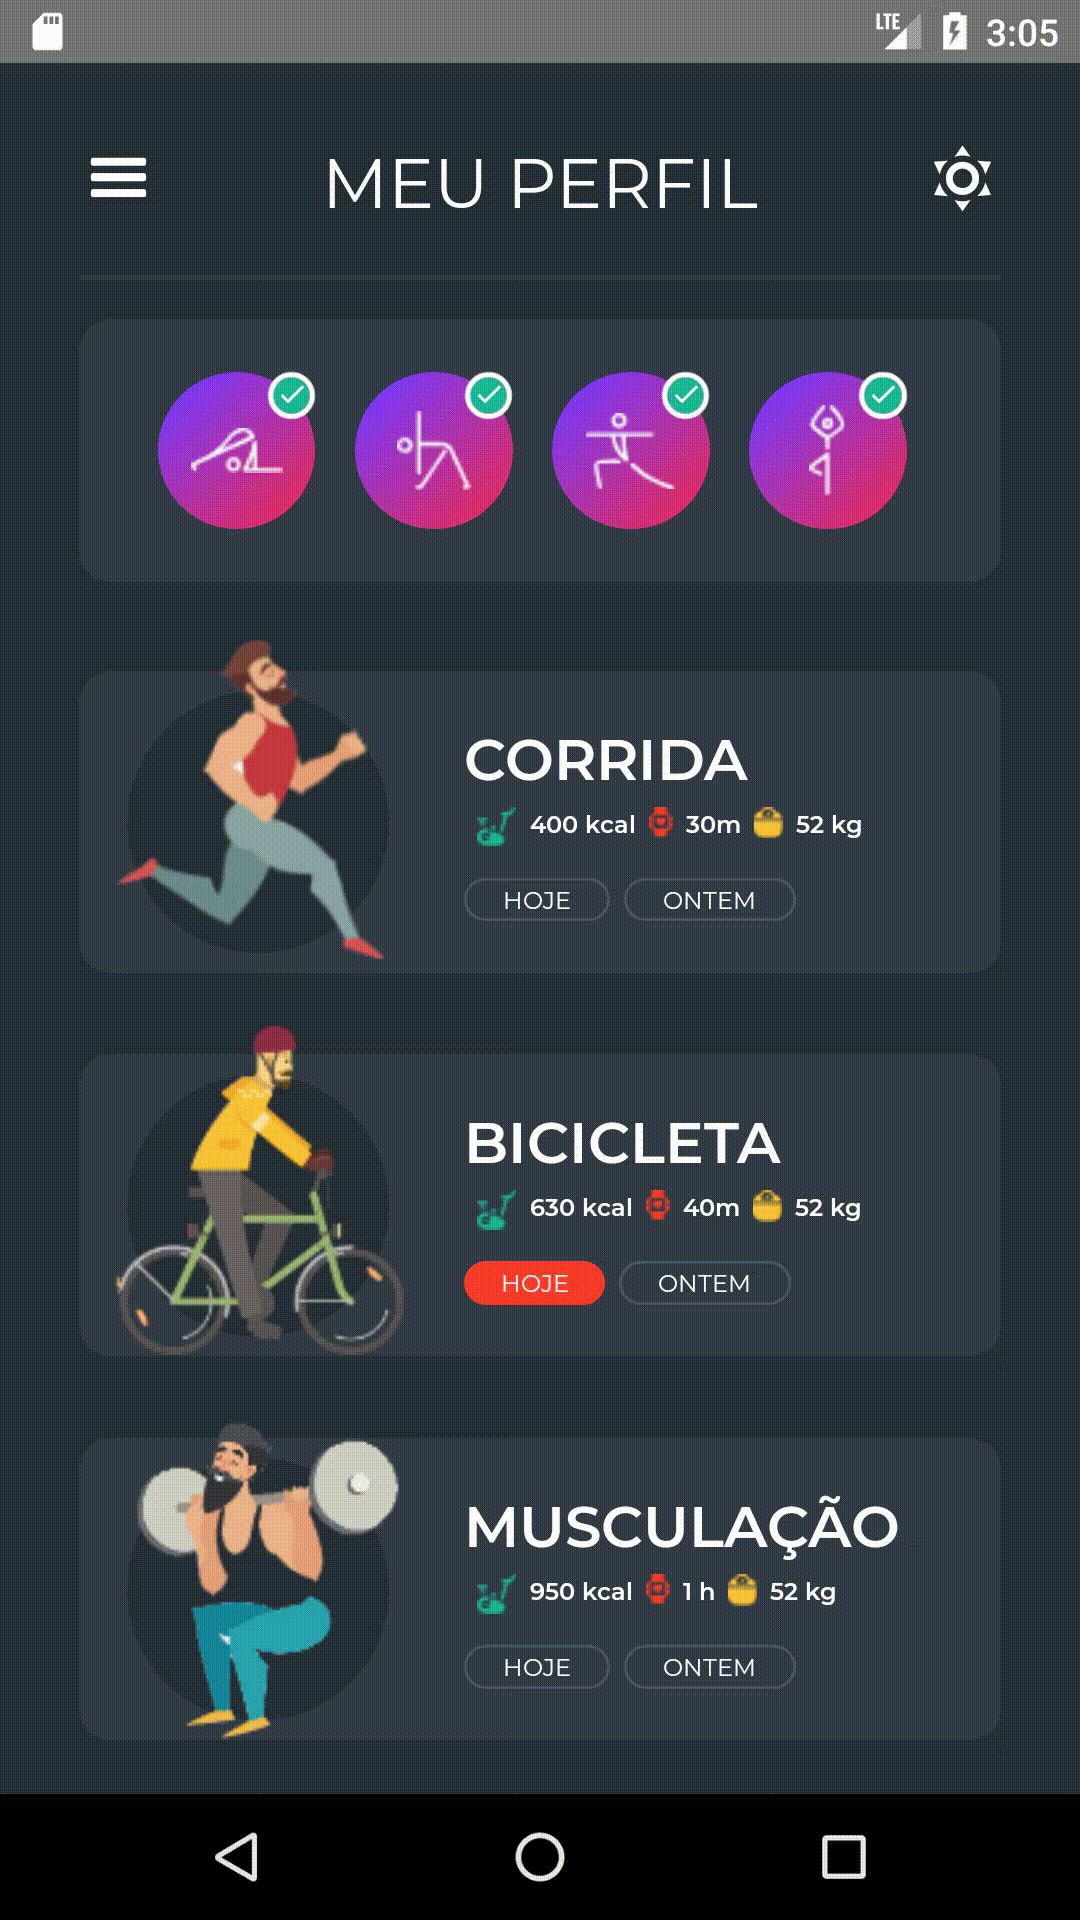 LTE 3:05
MEU PERFIL
CORRIDA
400 kcal 30m 52 kg
HOJE ONTEM
BICICLETA
630 kcal 40m 52 kg
HOJE ONTEM
MUSCULAÇÃO
950 kcal 1 h 52 kg
HOJE ONTEM